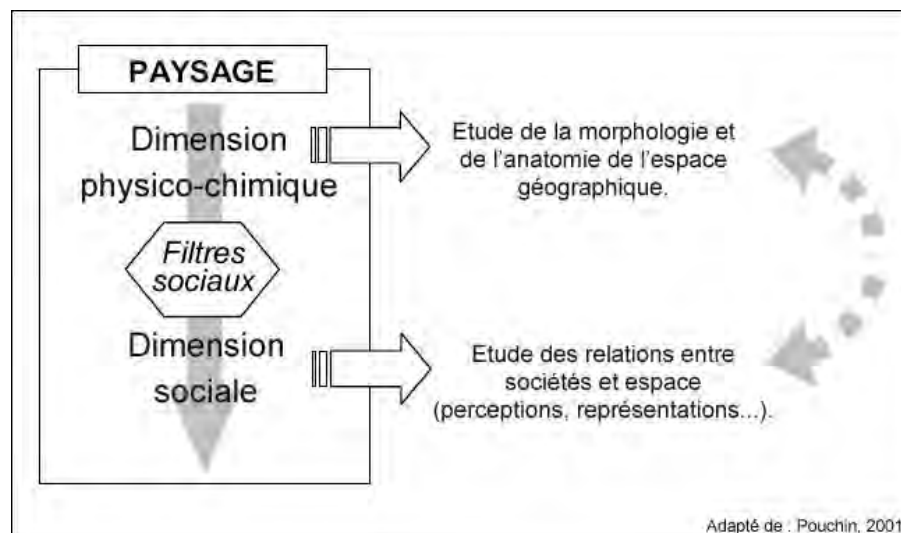 PAYSAGE
Dimension
physico-chimique
Etude de la morphologie et
de l'anatomie de l'espace
géographique.
Filtres
sociaux
Dimension
sociale
Etude des relations entre
sociétés et espace
(perceptions, représentations...).
Adapté de : Pouchin, 2001